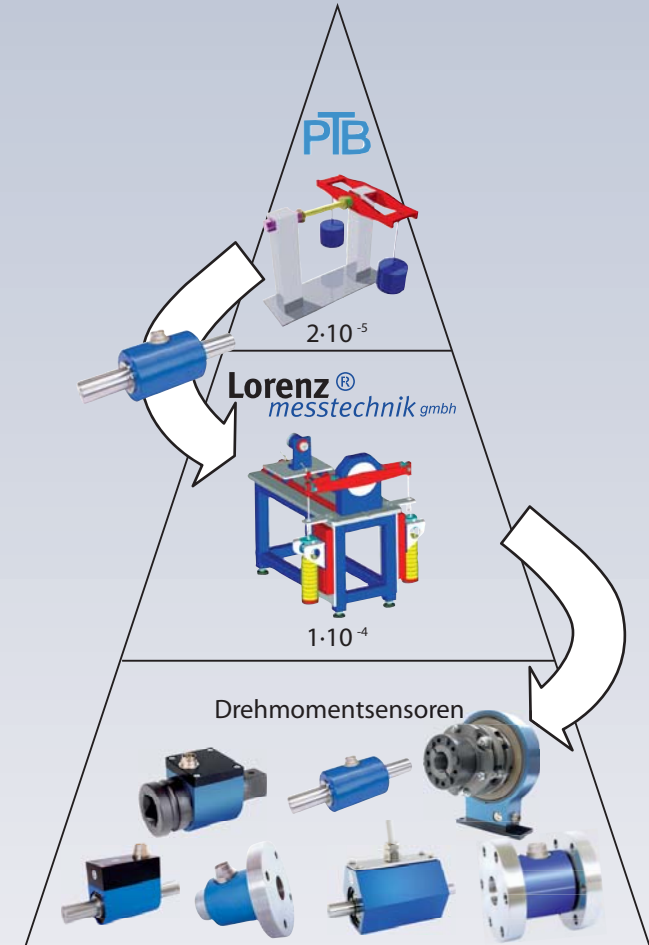 PTB
2·10 -5
Lorenz ®
messtechnik gmbh
1·10 -4
Drehmomentsensoren